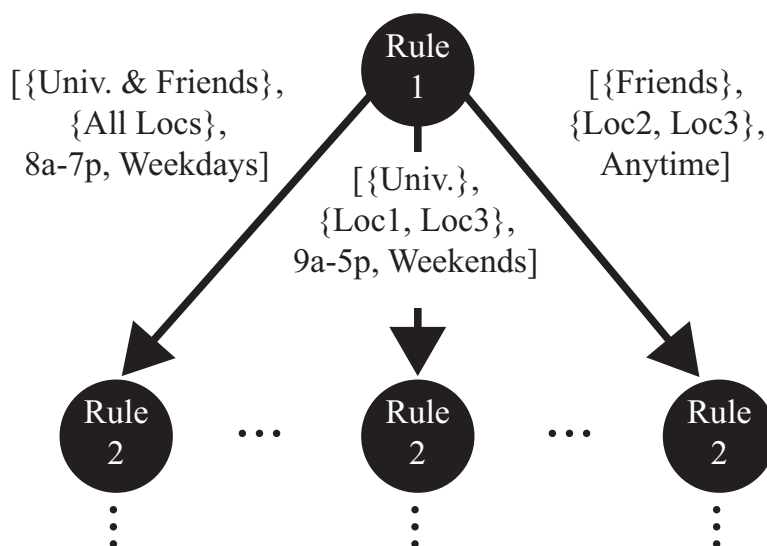 Rule
1
[{Univ. & Friends},
{All Locs},
8a-7p, Weekdays]
[{Univ.},
{Loc1, Loc3},
9a-5p, Weekends]
[{Friends},
{Loc2, Loc3},
Anytime]
Rule
2
...
Rule
2
...
Rule
2